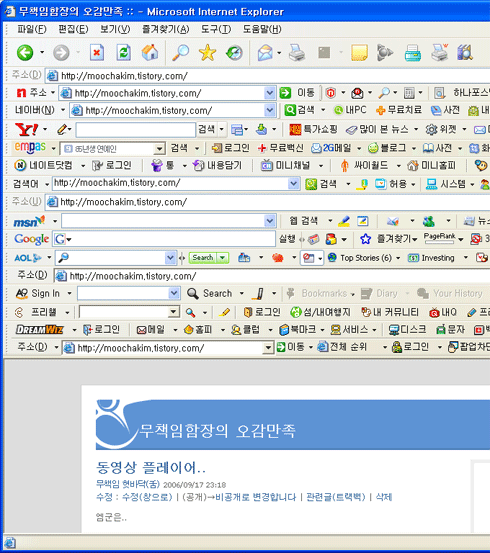 무책임함장의 오감만족 :: - Microsoft Internet Explorer
파일(F) 편집(E) 보기(V) 즐겨찾기(A) 도구(T) 도움말(H)
주소(D) http://moochakim.tistory.com/
주소 http://moochakim.tistory.com/ 이동 하나포스
네이버(N) http://moochakim.tistory.com/ 검색 내PC 무료치료 사전 내
Y! 검색 특가쇼핑 많이 본 뉴스 위젯
empas 85년생 연예인 검색 로그인 무료백신 2G메일 블로그 사전
네이트닷컴 로그인 통 내용담기 미니채널 싸이월드 미니홈피
검색어 http://moochakim.tistory.com/ 검색 허용 시스템
주소(U) http://moochakim.tistory.com/
msn 웹 검색 뉴스
Google G 실행 즐겨찾기 PageRank
AOL Search Top Stories (6) Investing
주소(D) http://moochakim.tistory.com/
Sign In Search Bookmarks Diary Your History
프리첼 로그인 섬/내여행지 내 커뮤니티 내Q
DREAMWIZ 로그인 메일 홈피 클럽 북마크 서비스 디스크 문자
주소(D) http://moochakim.tistory.com/ 이동 전체 순위 로그인 팝업차단
무책임함장의 오감만족
동영상 플레이어..
무책임 혓바닥(舌) 2006/09/17 23:18
수정 : 수정(창으로) | (공개)→비공개로 변경합니다 | 관련글(트랙백) | 삭제
엠군은..